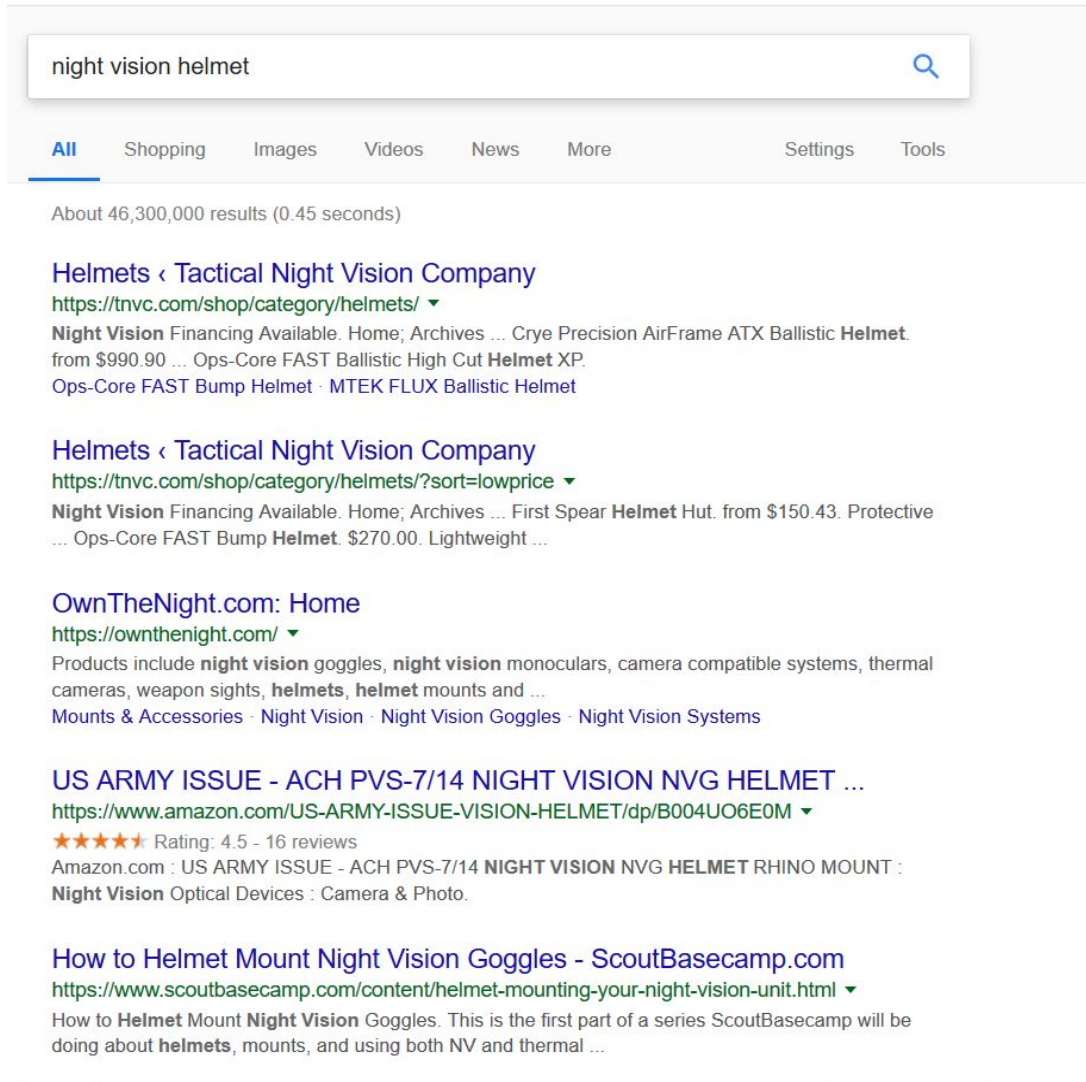 night vision helmet
All Shopping Images Videos News More Settings Tools
About 46,300,000 results (0.45 seconds)
Helmets ‹ Tactical Night Vision Company
https://tnvc.com/shop/category/helmets/
Night Vision Financing Available. Home; Archives ... Crye Precision AirFrame ATX Ballistic Helmet.
from $990.90 ... Ops-Core FAST Ballistic High Cut Helmet XP.
Ops-Core FAST Bump Helmet · MTEK FLUX Ballistic Helmet
Helmets ‹ Tactical Night Vision Company
https://tnvc.com/shop/category/helmets/?sort=lowprice
Night Vision Financing Available. Home; Archives ... First Spear Helmet Hut. from $150.43. Protective
... Ops-Core FAST Bump Helmet. $270.00. Lightweight ...
OwnTheNight.com: Home
https://ownthenight.com/
Products include night vision goggles, night vision monoculars, camera compatible systems, thermal
cameras, weapon sights, helmets, helmet mounts and ...
Mounts & Accessories · Night Vision · Night Vision Goggles · Night Vision Systems
US ARMY ISSUE - ACH PVS-7/14 NIGHT VISION NVG HELMET ...
https://www.amazon.com/US-ARMY-ISSUE-VISION-HELMET/dp/B004UO6E0M
Rating: 4.5 - 16 reviews
Amazon.com : US ARMY ISSUE - ACH PVS-7/14 NIGHT VISION NVG HELMET RHINO MOUNT :
Night Vision Optical Devices : Camera & Photo.
How to Helmet Mount Night Vision Goggles - ScoutBasecamp.com
https://www.scoutbasecamp.com/content/helmet-mounting-your-night-vision-unit.html
How to Helmet Mount Night Vision Goggles. This is the first part of a series ScoutBasecamp will be
doing about helmets, mounts, and using both NV and thermal ...